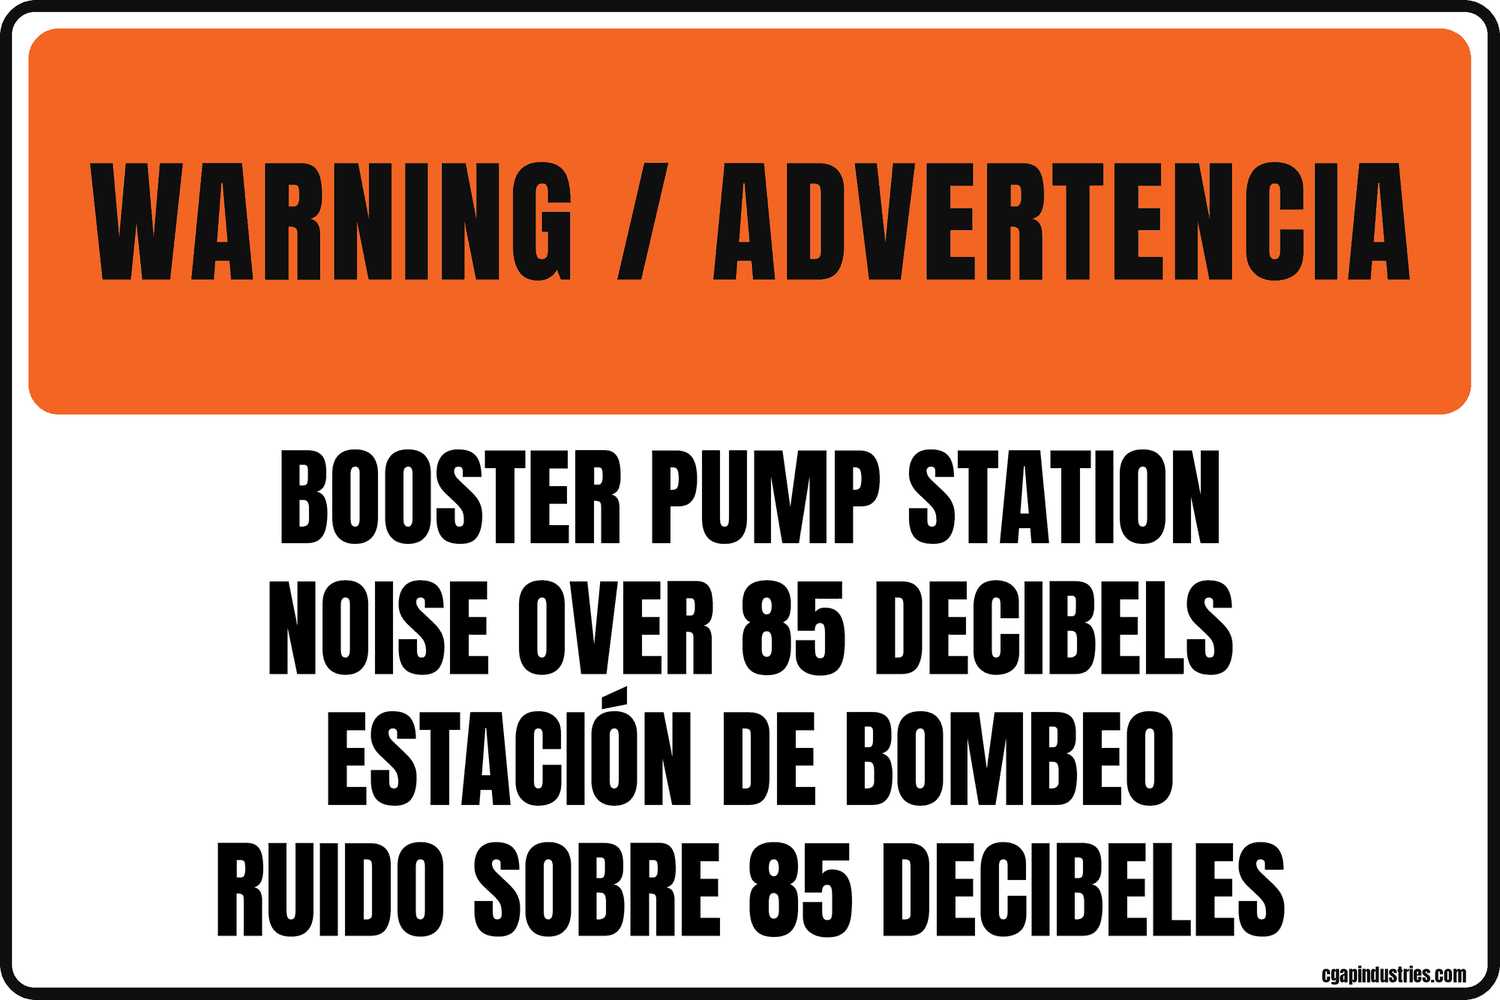 WARNING / ADVERTENCIA
BOOSTER PUMP STATION
NOISE OVER 85 DECIBELS
ESTACIÓN DE BOMBEO
RUIDO SOBRE 85 DECIBELES
cgapindustries.com